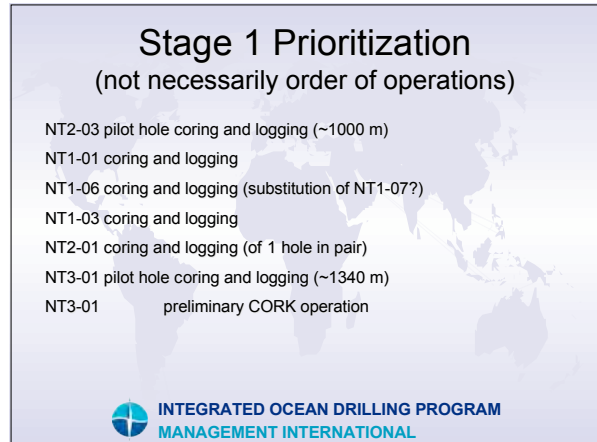 Stage 1 Prioritization
(not necessarily order of operations)
NT2-03 pilot hole coring and logging (~1000 m)
NT1-01 coring and logging
NT1-06 coring and logging (substitution of NT1-07?)
NT1-03 coring and logging
NT2-01 coring and logging (of 1 hole in pair)
NT3-01 pilot hole coring and logging (~1340 m)
NT3-01 preliminary CORK operation
INTEGRATED OCEAN DRILLING PROGRAM
MANAGEMENT INTERNATIONAL